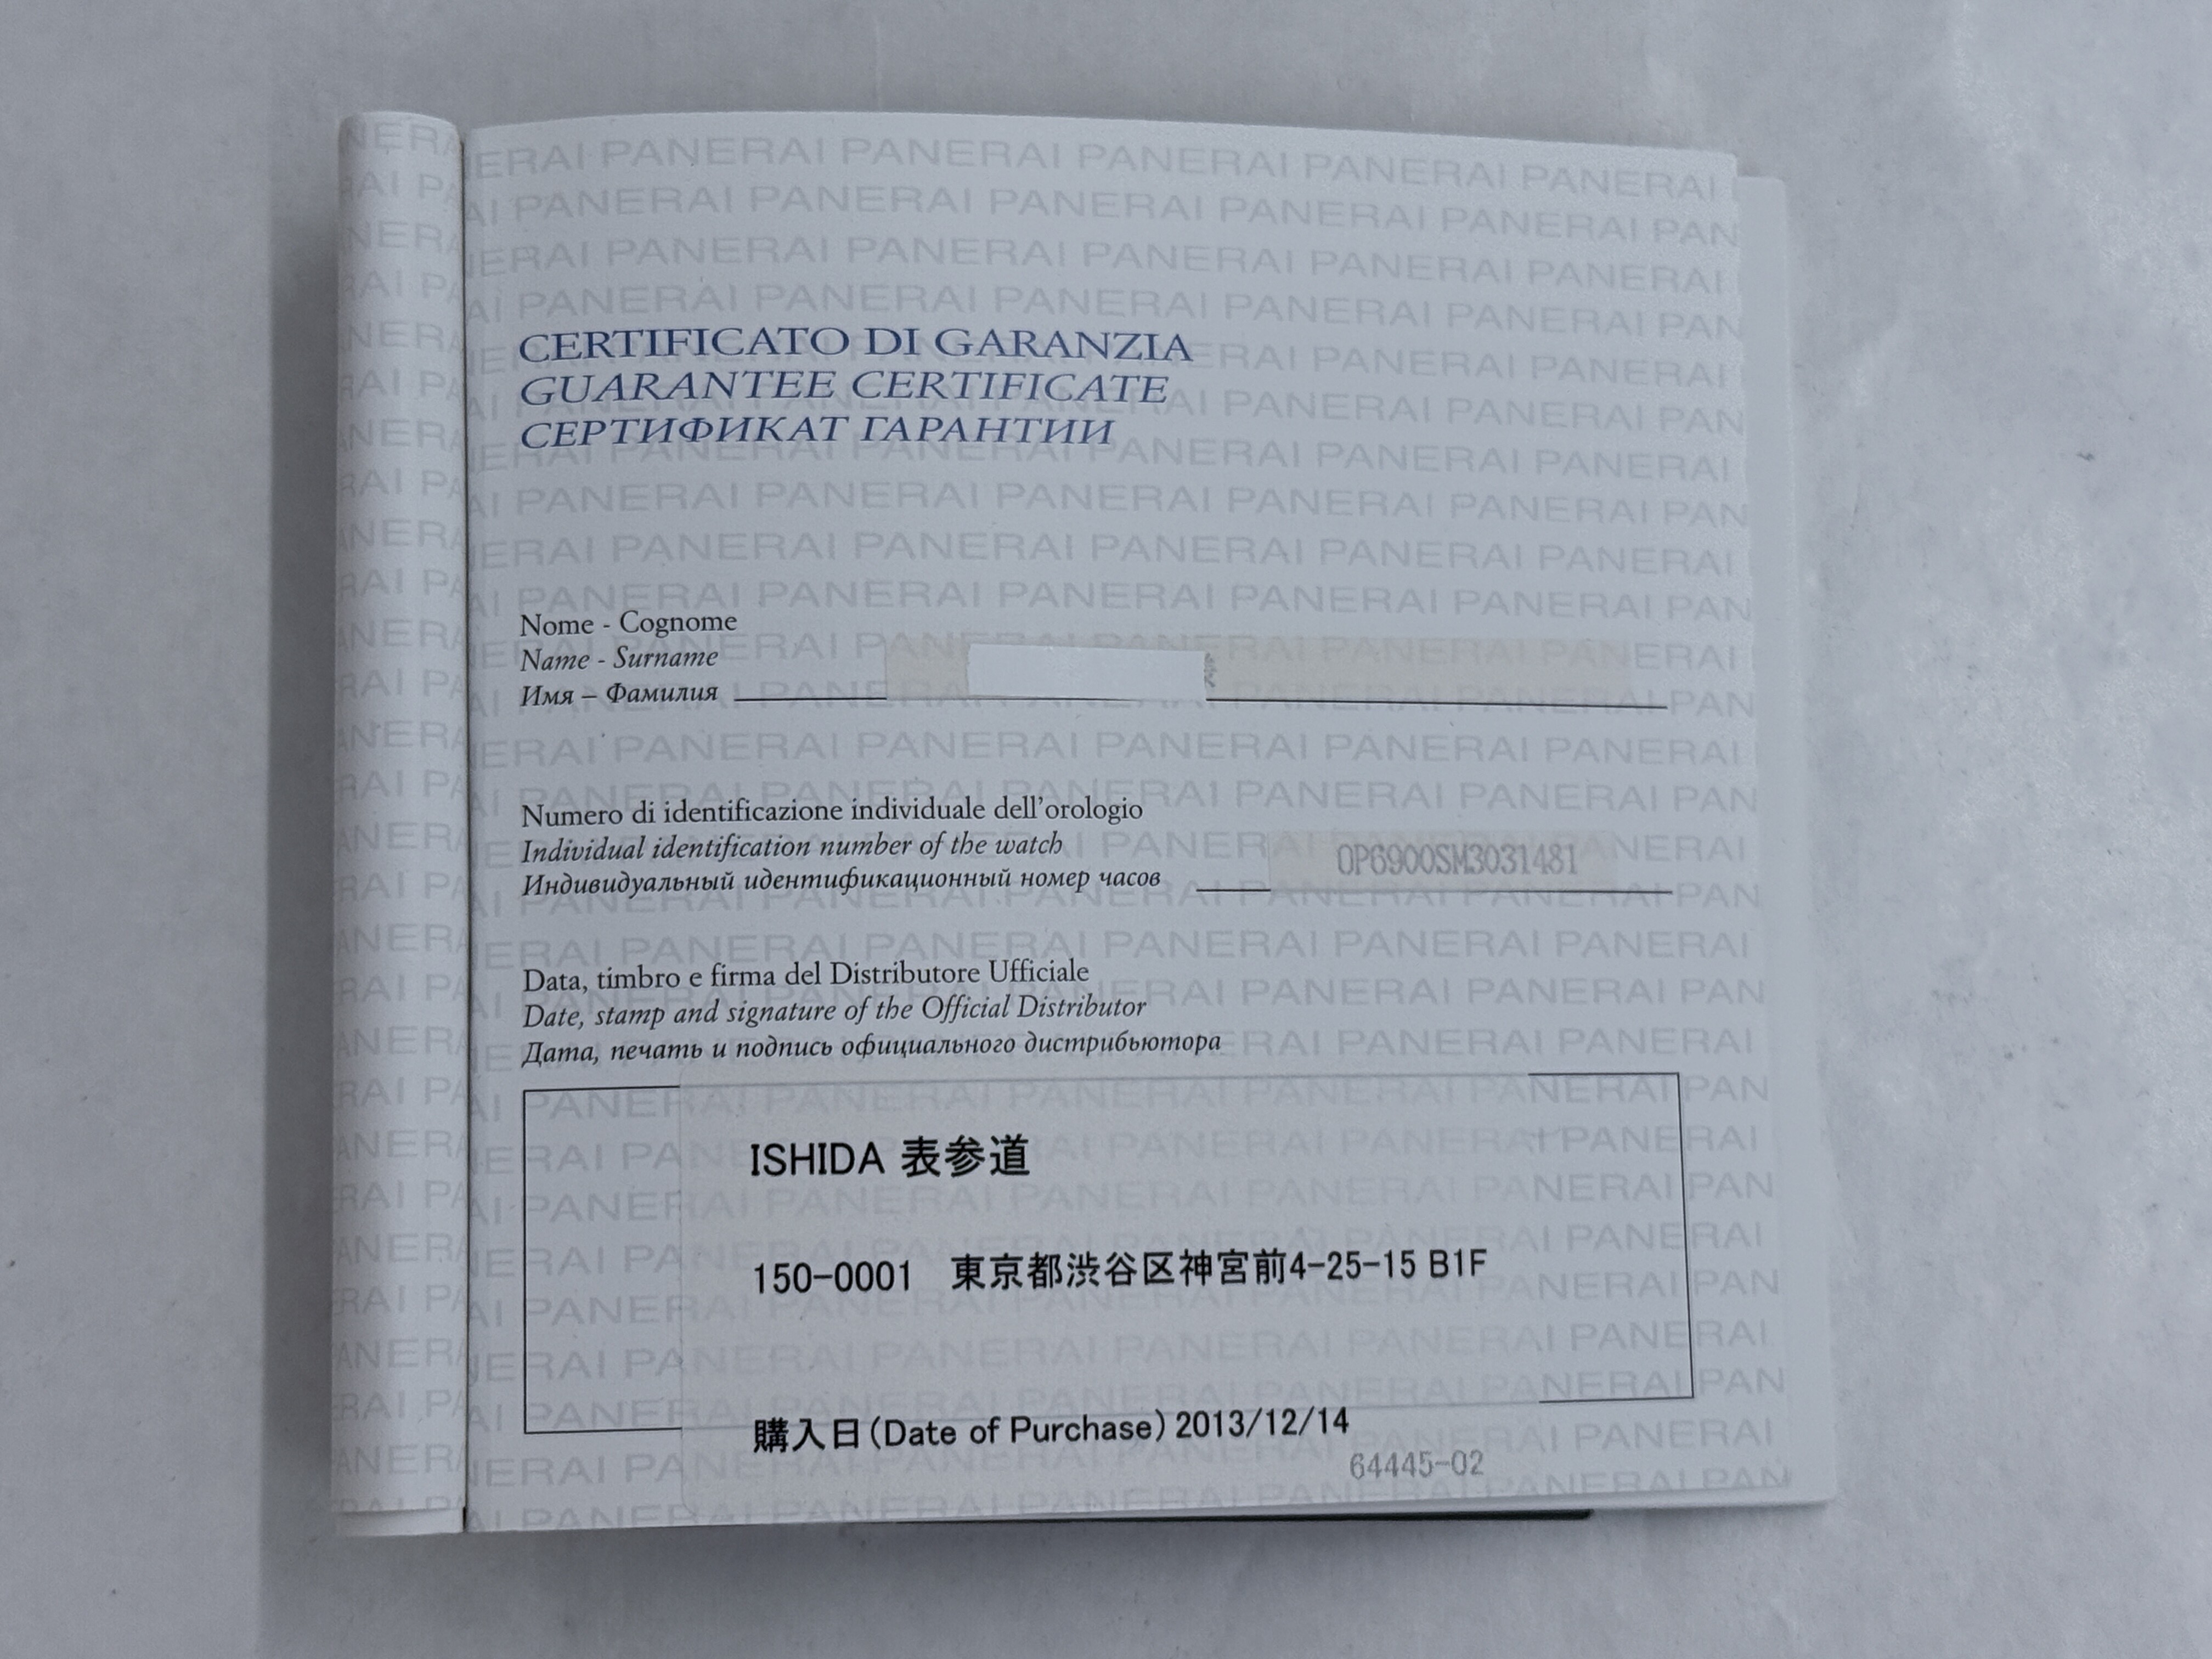 CERTIFICATO DI GARANZIA
GUARANTEE CERTIFICATE
СЕРТИФИКАТ ГАРАНТИИ
Nome - Cognome
Name - Surname
Имя – Фамилия
Numero di identificazione individuale dell'orologio
Individual identification number of the watch
Индивидуальный идентификационный номер часов
OP6900SM3031481
Data, timbro e firma del Distributore Ufficiale
Date, stamp and signature of the Official Distributor
Дата, печать и подпись официального дистрибьютора
ISHIDA 表参道
150-0001 東京都渋谷区神宮前4-25-15 B1F
購入日(Date of Purchase) 2013/12/14
64445-02